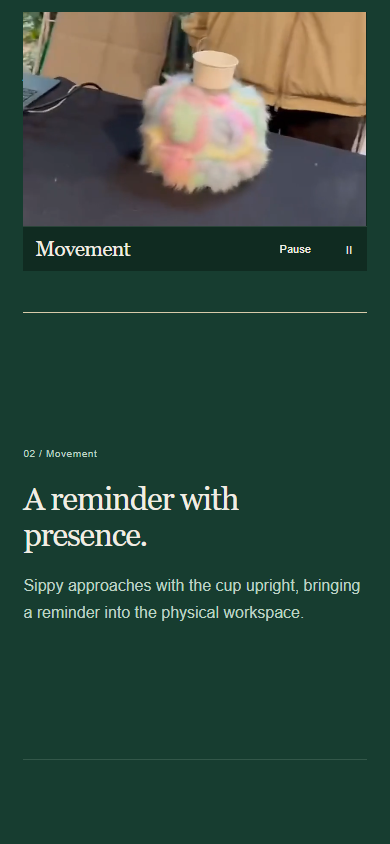 Movement
Pause
02 / Movement
A reminder with
presence.
Sippy approaches with the cup upright, bringing
a reminder into the physical workspace.